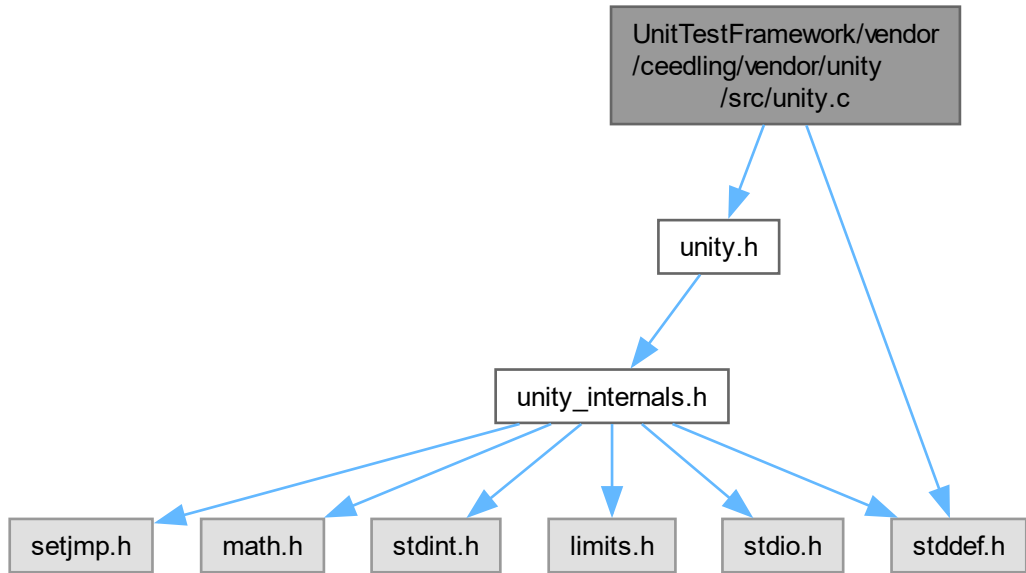 UnitTestFramework/vendor
/ceedling/vendor/unity
/src/unity.c
unity.h
unity_internals.h
setjmp.h
math.h
stdint.h
limits.h
stdio.h
stddef.h